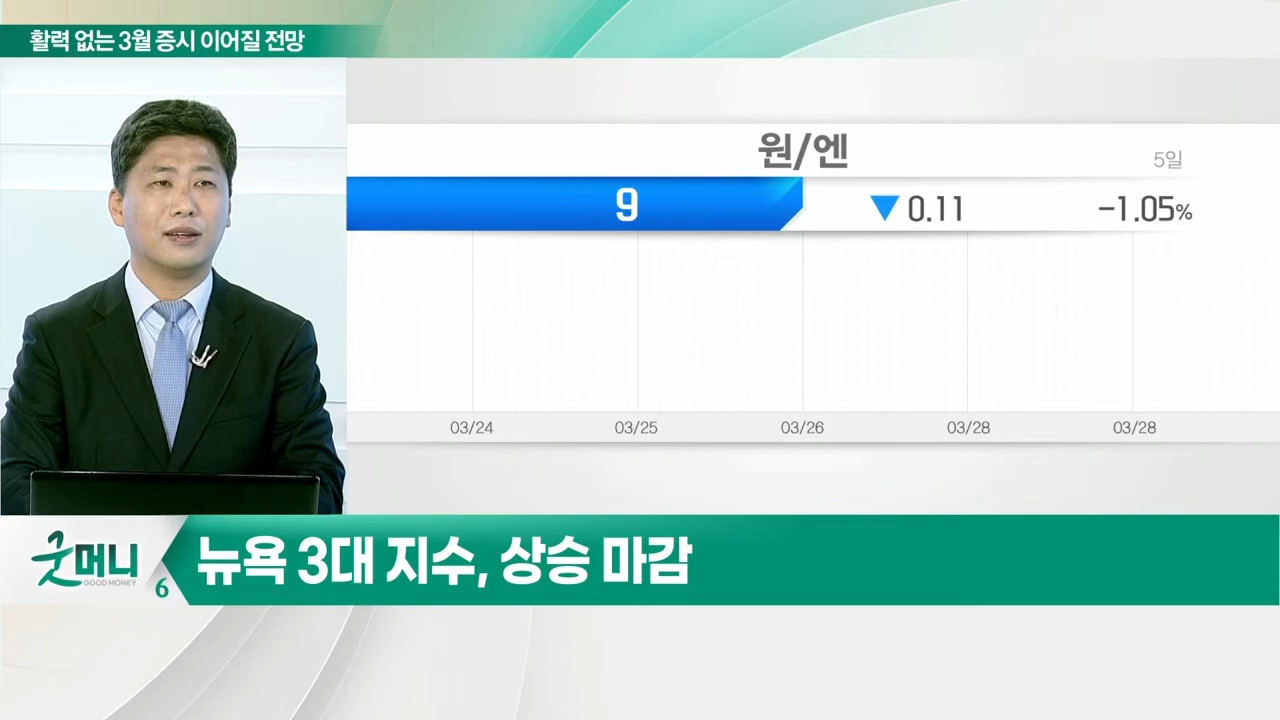 활력 없는 3월 증시 이어질 전망
원/엔
5일
9
▼ 0.11
-1.05%
03/24
03/25
03/26
03/28
03/28
굿머니
GOOD MONEY
6
뉴욕 3대 지수, 상승 마감